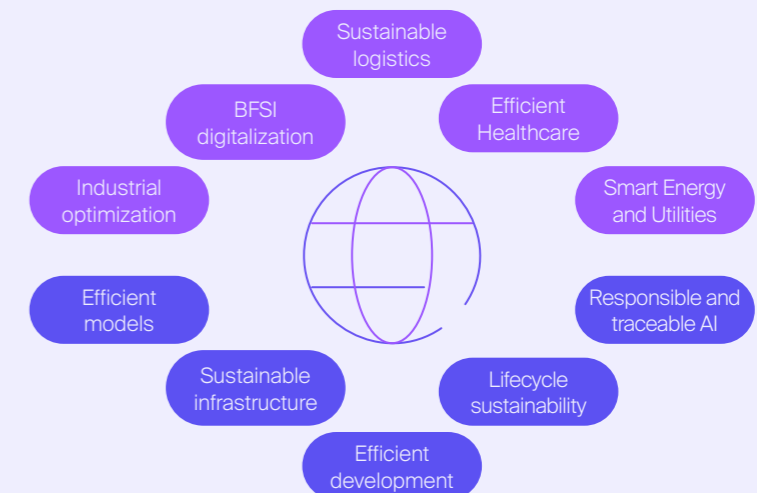 Sustainable
logistics
BFSI
digitalization
Efficient
Healthcare
Industrial
optimization
Smart Energy
and Utilities
Efficient
models
Responsible and
traceable AI
Sustainable
infrastructure
Lifecycle
sustainability
Efficient
development